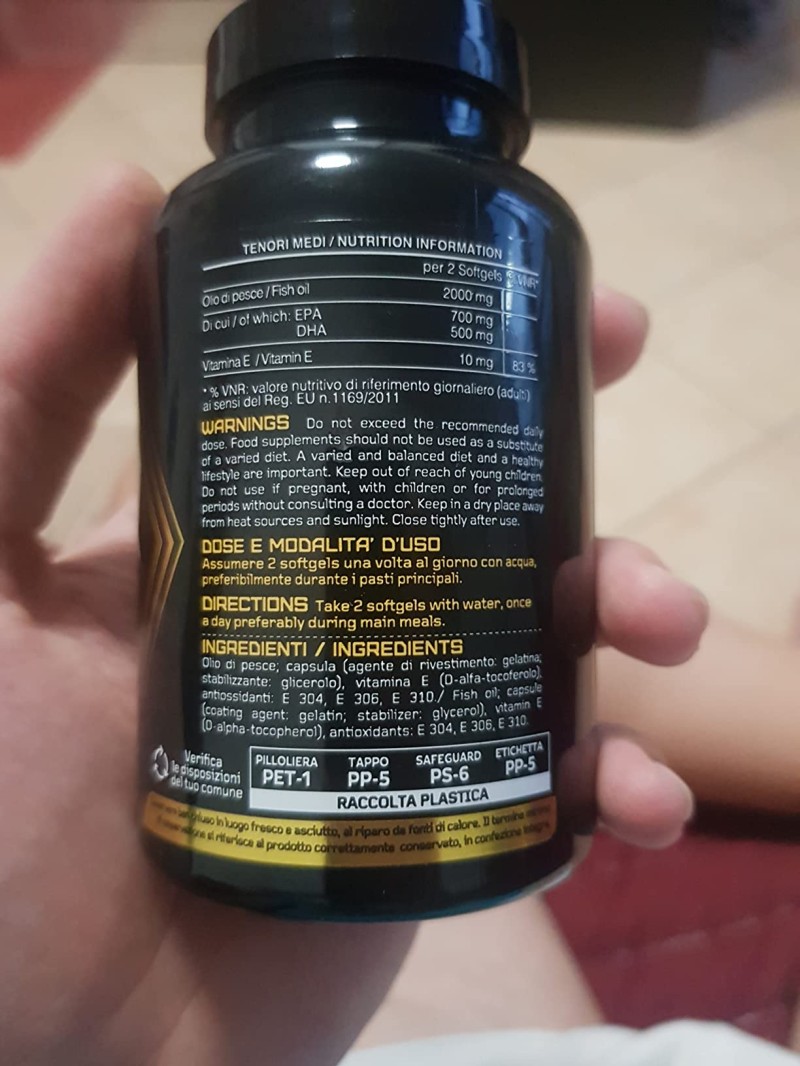 TENORI MEDI / NUTRITION INFORMATION
per 2 Softgels % VNR*
Olio di pesce / Fish oil 2000 mg
Di cui / of which: EPA 700 mg
DHA 500 mg
Vitamina E / Vitamin E 10 mg 83 %
* % VNR: valore nutritivo di riferimento giornaliero (adulti)
ai sensi del Reg. EU n.1169/2011
WARNINGS Do not exceed the recommended daily
dose. Food supplements should not be used as a substitute
of a varied diet. A varied and balanced diet and a healthy
lifestyle are important. Keep out of reach of young children.
Do not use if pregnant, with children or for prolonged
periods without consulting a doctor. Keep in a dry place away
from heat sources and sunlight. Close tightly after use.
DOSE E MODALITA' D'USO
Assumere 2 softgels una volta al giorno con acqua,
preferibilmente durante i pasti principali.
DIRECTIONS Take 2 softgels with water, once
a day preferably during main meals.
INGREDIENTI / INGREDIENTS
Olio di pesce; capsula (agente di rivestimento: gelatina;
stabilizzante: glicerolo), vitamina E (D-alfa-tocoferolo),
antiossidanti: E 304, E 306, E 310./ Fish oil; capsule
(coating agent: gelatin; stabilizer: glycerol), vitamin E
(D-alpha-tocopherol), antioxidants: E 304, E 306, E 310.
Verifica
le disposizioni
del tuo comune
PILLOLIERA TAPPO SAFEGUARD ETICHETTA
PET-1 PP-5 PS-6 PP-5
RACCOLTA PLASTICA
chiuso in luogo fresco e asciutto, al riparo da fonti di calore. Il termine
si riferisce al prodotto correttamente conservato, in confezione integra.